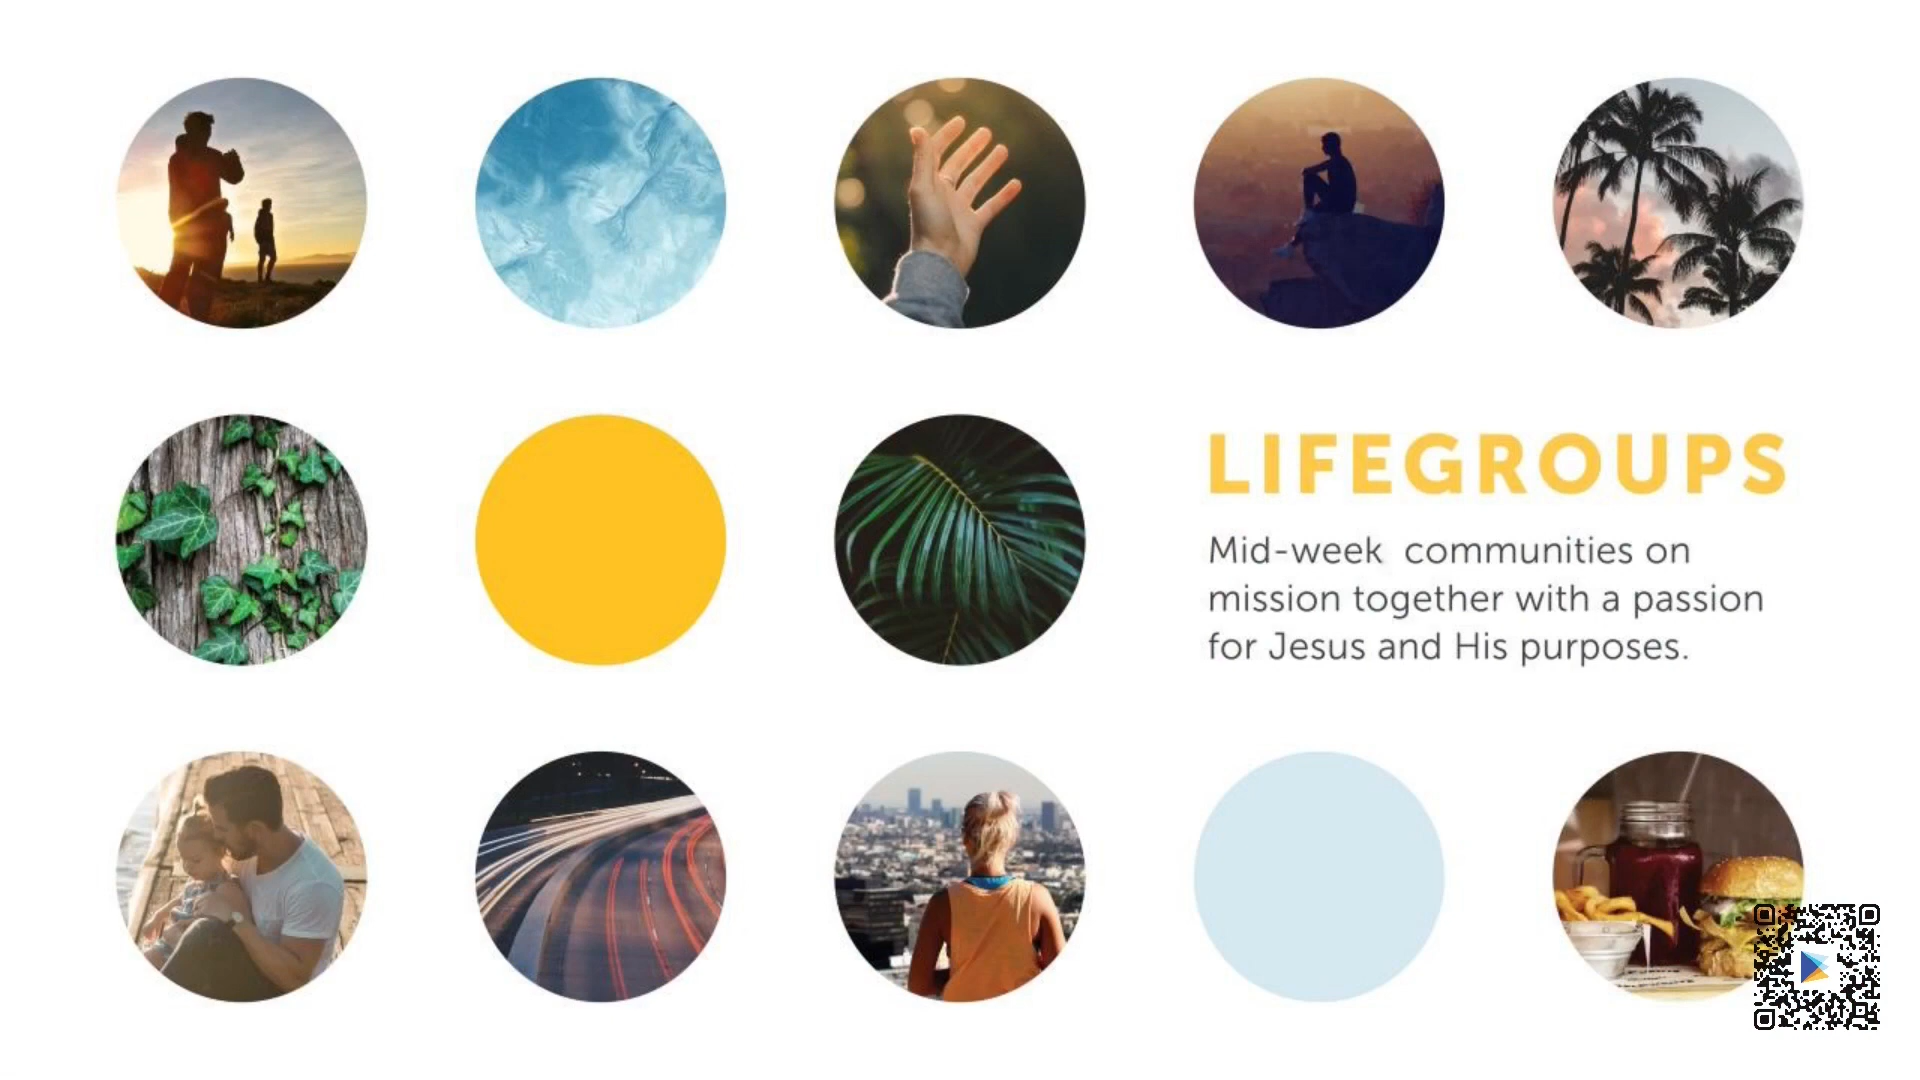 LIFEGROUPS
Mid-week communities on
mission together with a passion
for Jesus and His purposes.